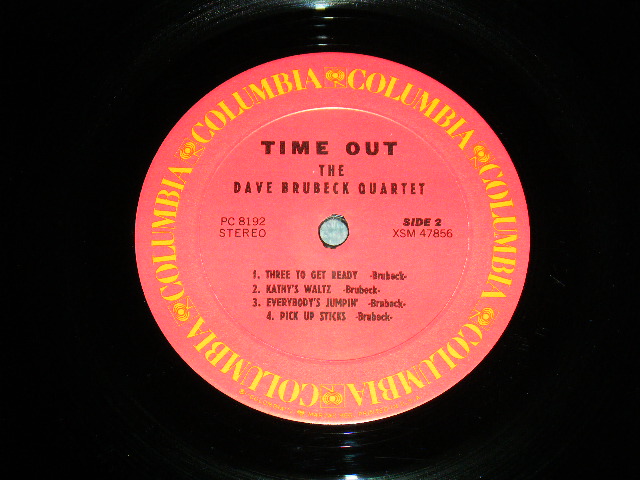 COLUMBIA COLUMBIA COLUMBIA COLUMBIA COLUMBIA COLUMBIA COLUMBIA COLUMBIA
TIME OUT
THE
DAVE BRUBECK QUARTET
PC 8192
STEREO
SIDE 2
XSM 47856
1. THREE TO GET READY -Brubeck-
2. KATHY'S WALTZ -Brubeck-
3. EVERYBODY'S JUMPIN' -Brubeck-
4. PICK UP STICKS -Brubeck-